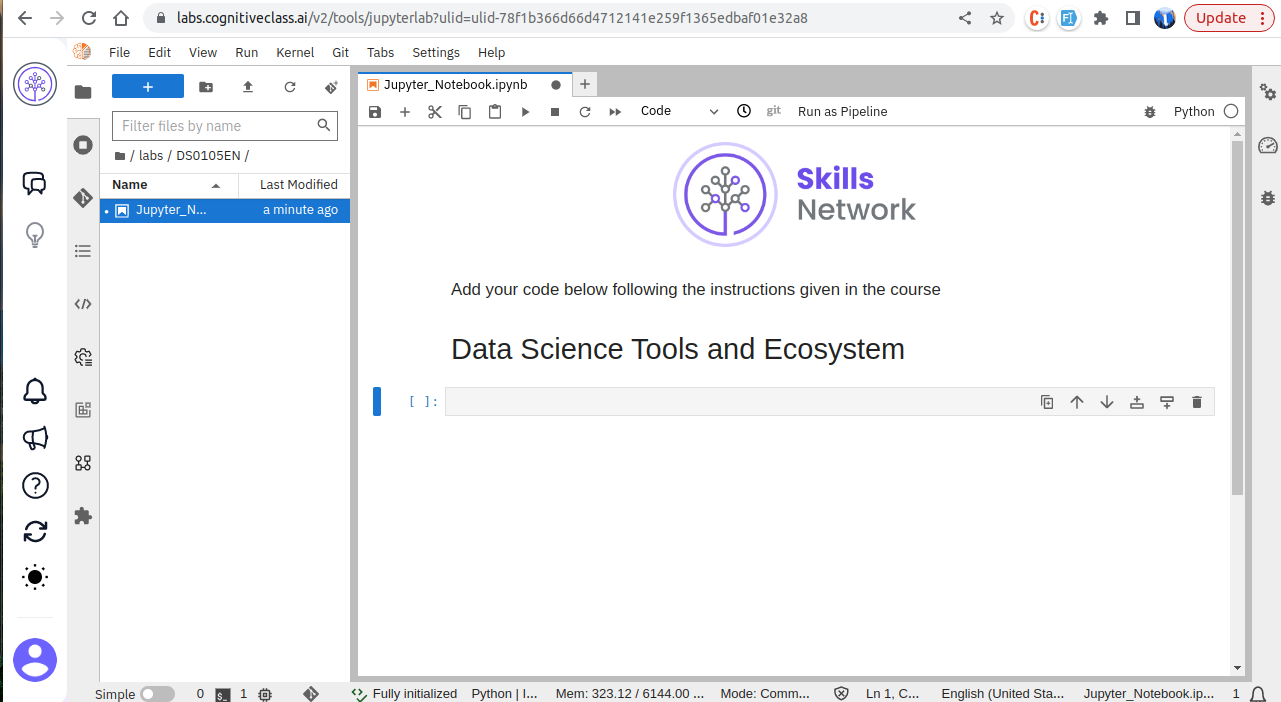 labs.cognitiveclass.ai/v2/tools/jupyterlab?ulid=ulid-78f1b366d66d4712141e259f1365edbaf01e32a8
Update
File Edit View Run Kernel Git Tabs Settings Help
Jupyter_Notebook.ipynb
Code
git
Run as Pipeline
Python
Filter files by name
/ labs / DS0105EN /
Name Last Modified
Jupyter_N... a minute ago
Skills
Network
Add your code below following the instructions given in the course
Data Science Tools and Ecosystem
[ ]:
Simple 0 1 Fully initialized Python | I... Mem: 323.12 / 6144.00 ... Mode: Comm... Ln 1, C... English (United Sta... Jupyter_Notebook.ip... 1